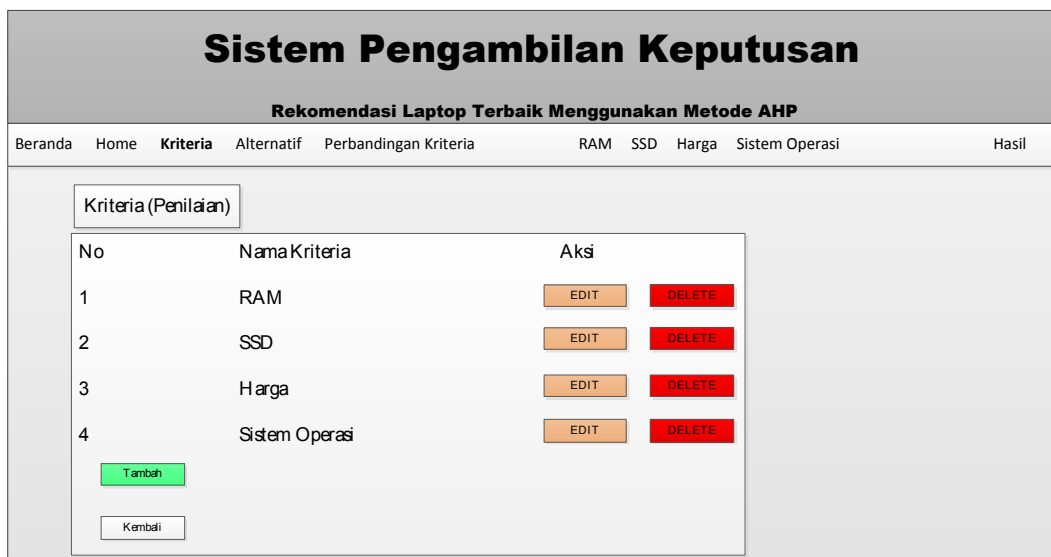 Sistem Pengambilan Keputusan
Rekomendasi Laptop Terbaik Menggunakan Metode AHP
Beranda Home Kriteria Alternatif Perbandingan Kriteria RAM SSD Harga Sistem Operasi Hasil
Kriteria (Penilaian)
No Nama Kriteria Aksi
1 RAM EDIT DELETE
2 SSD EDIT DELETE
3 Harga EDIT DELETE
4 Sistem Operasi EDIT DELETE
Tambah
Kembali